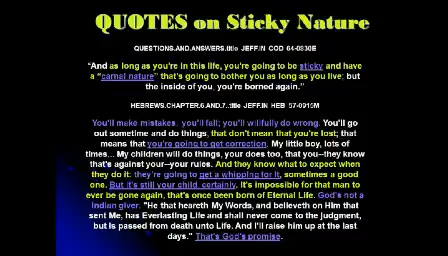 QUOTES on Sticky Nature
QUESTIONS.AND.ANSWERS.title JEFF.IN COD 64-0830E
"And as long as you're in this life, you're going to be sticky and have
a "carnal nature" that's going to bother you as long as you live; but
the inside of you, you're borned again."
HEBREWS.CHAPTER.6.AND.7..title JEFF.IN HEB 57-0915M
You'll make mistakes, you'll fall; you'll willfully do wrong. You'll go
out sometime and do things, that don't mean that you're lost; that
means that you're going to get correction. My little boy, lots of
times... My children will do things, your does too, that you--they know
that's against your--your rules. And they know what to expect when
they do it: they're going to get a whipping for it, sometimes a good
one. But it's still your child, certainly. It's impossible for that man to
ever be gone again, that's once been born of Eternal Life. God's not a
Indian giver. "He that heareth My Words, and believeth on Him that
sent Me, has Everlasting Life and shall never come to the judgment,
but is passed from death unto Life. And I'll raise him up at the last
days." That's God's promise.